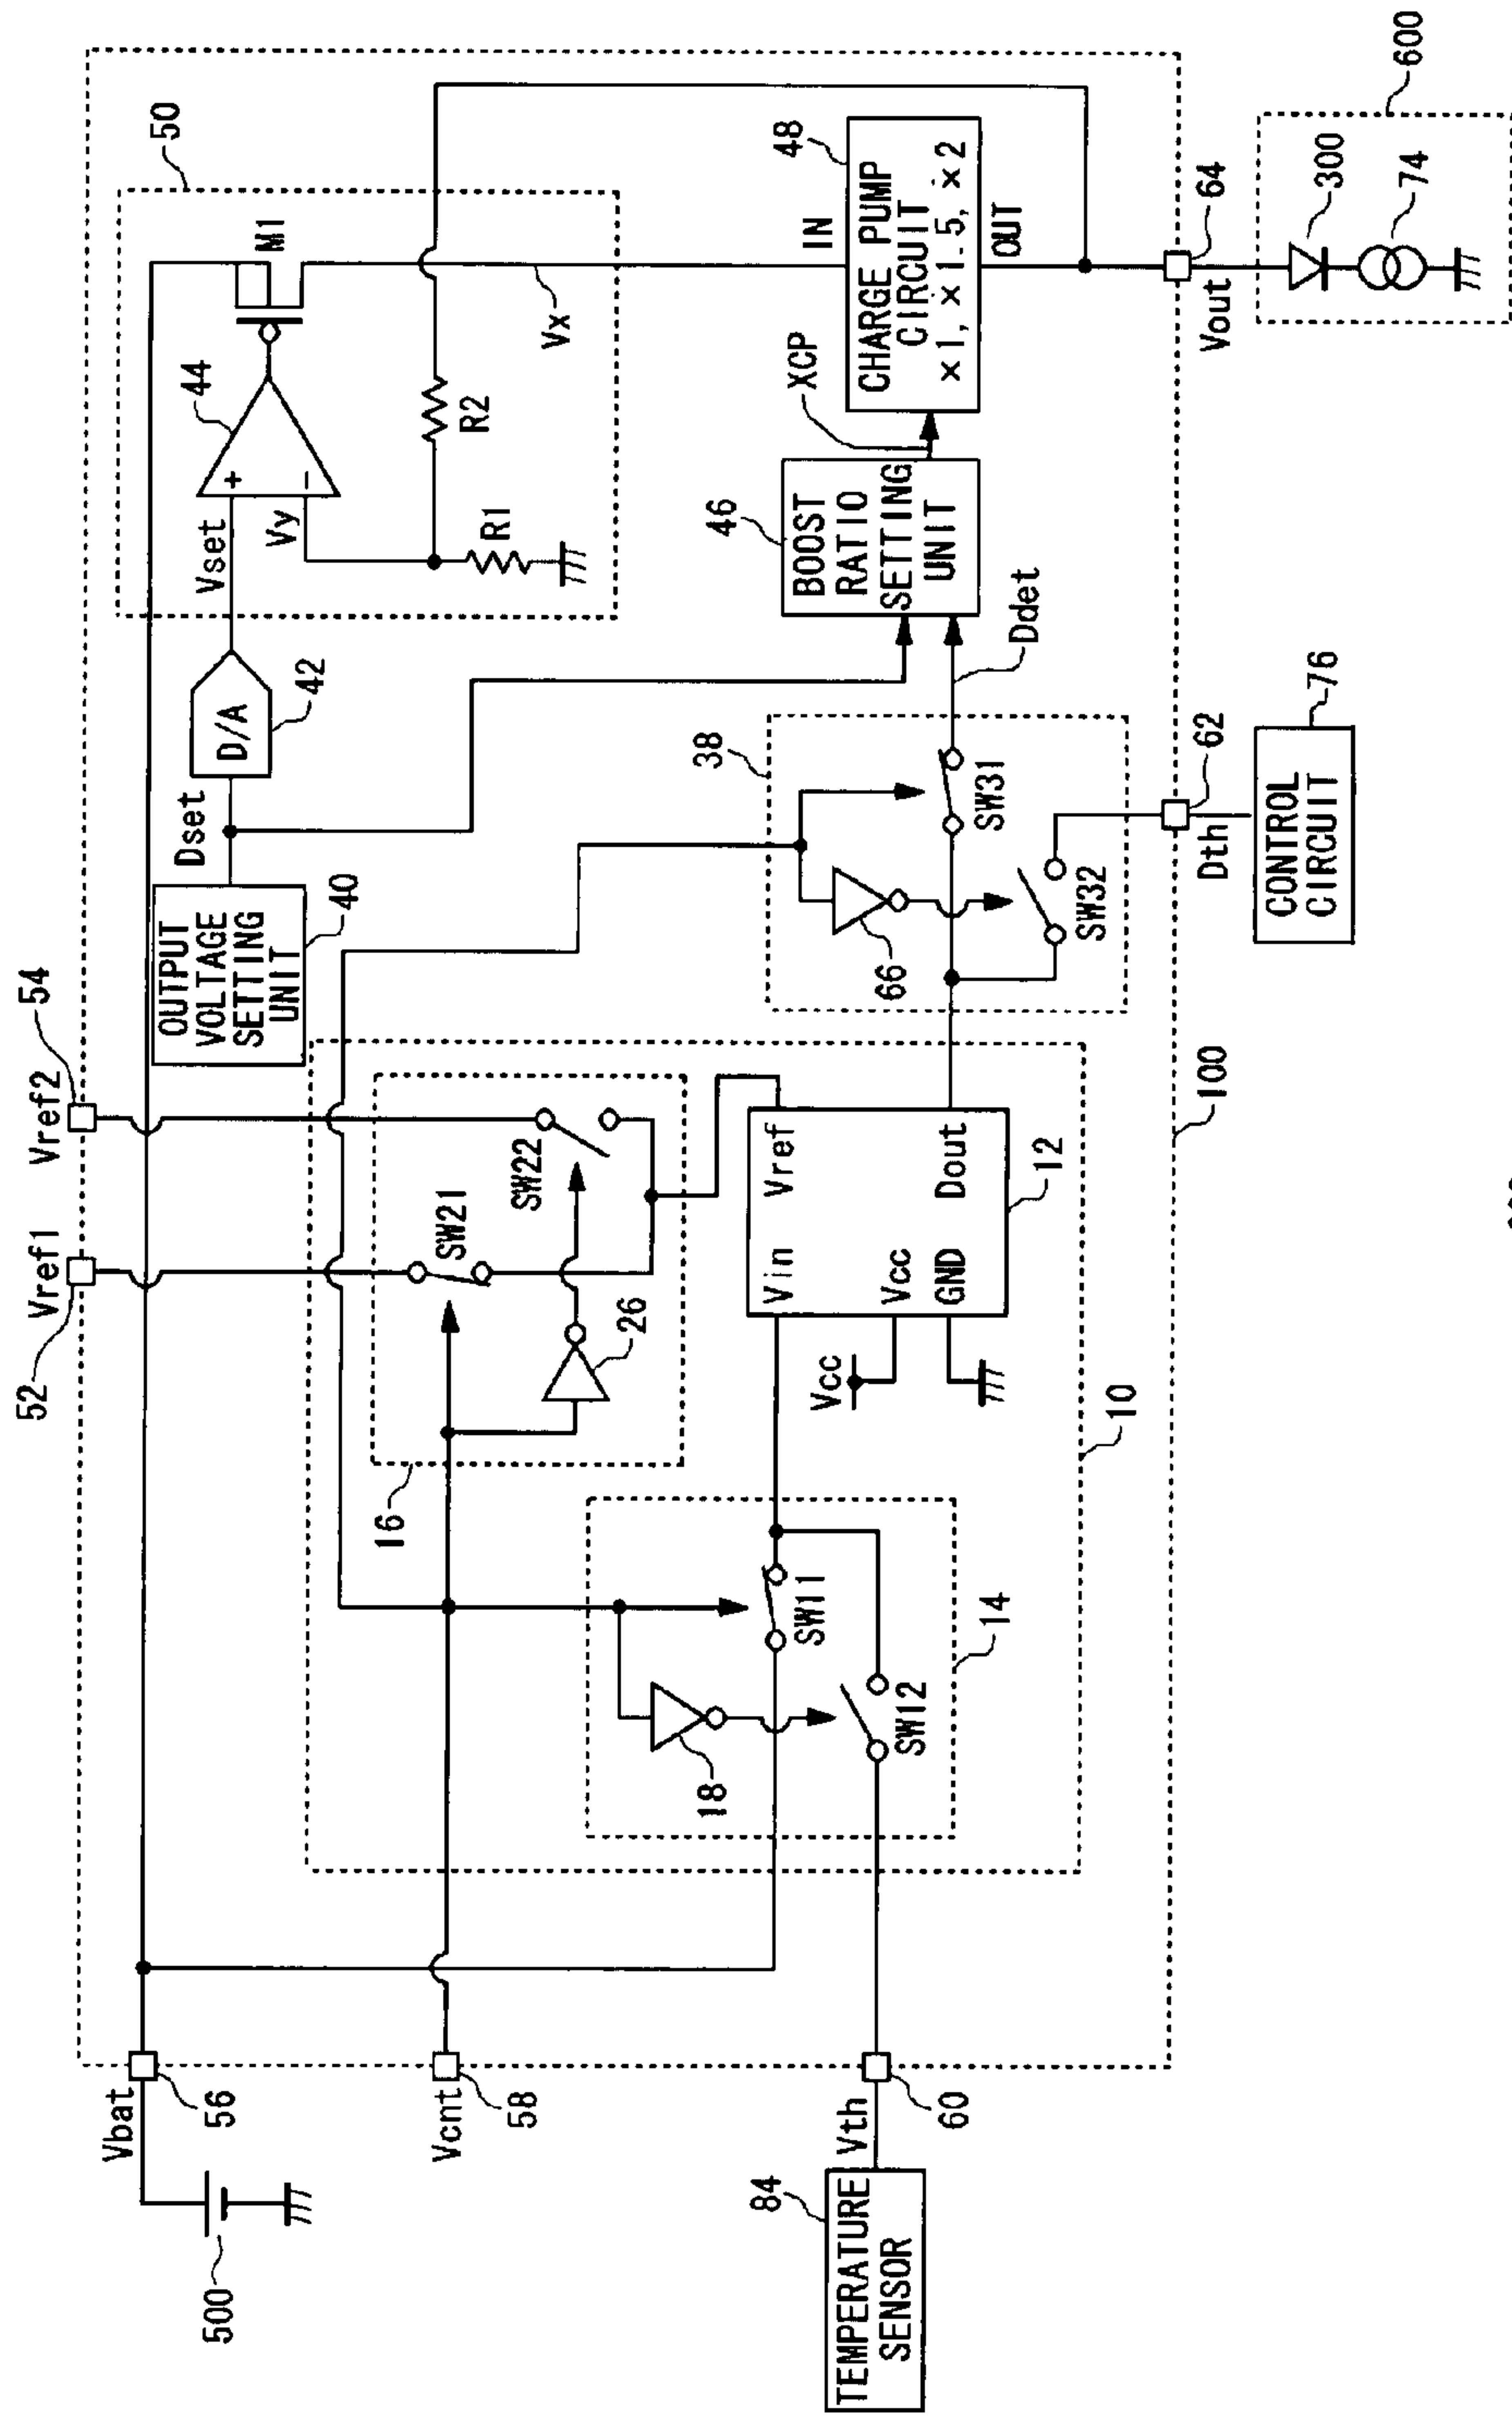 Vbat
56
500
Vcnt
58
84
TEMPERATURE
SENSOR
Vth
60
52
Vref1
Vref2
54
16
SW21
SW22
26
18
SW11
SW12
14
Vin
Vref
Vcc
Vcc
GND
Dout
12
10
100
OUTPUT
VOLTAGE
SETTING
UNIT
40
Dset
D/A
42
Vset
Vy
44
+
−
M1
50
R1
R2
Vx
38
66
SW31
SW32
Ddet
46
BOOST
RATIO
SETTING
UNIT
XCP
48
IN
CHARGE PUMP
CIRCUIT
×1, ×1.5, ×2
OUT
Dth
62
76
CONTROL
CIRCUIT
Vout
64
300
74
600